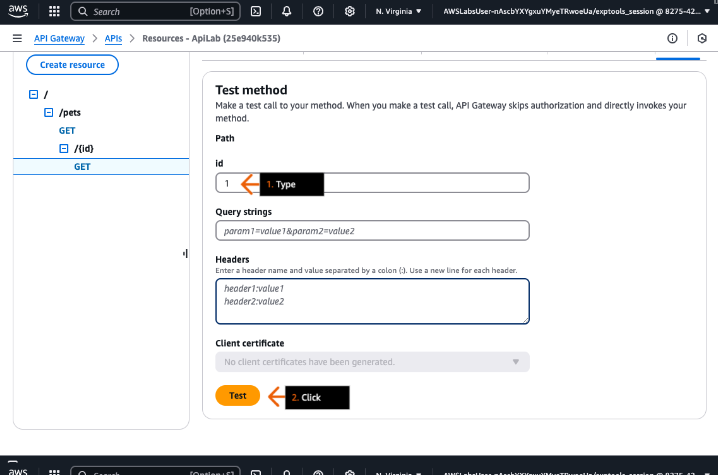 aws
Search
[Option+S]
N. Virginia
AWSLabsUser-nAscbYXYgxuYMyeTRwoeUa/exptools_session @ 8275-42...
API Gateway
APIs
Resources - ApiLab (25e940k535)
Create resource
/
/pets
GET
/{id}
GET
Test method
Make a test call to your method. When you make a test call, API Gateway skips authorization and directly invokes your
method.
Path
id
1
1. Type
Query strings
param1=value1&param2=value2
Headers
Enter a header name and value separated by a colon (:). Use a new line for each header.
header1:value1
header2:value2
Client certificate
No client certificates have been generated.
Test
2. Click
aws
Search
[Option+S]
N. Virginia